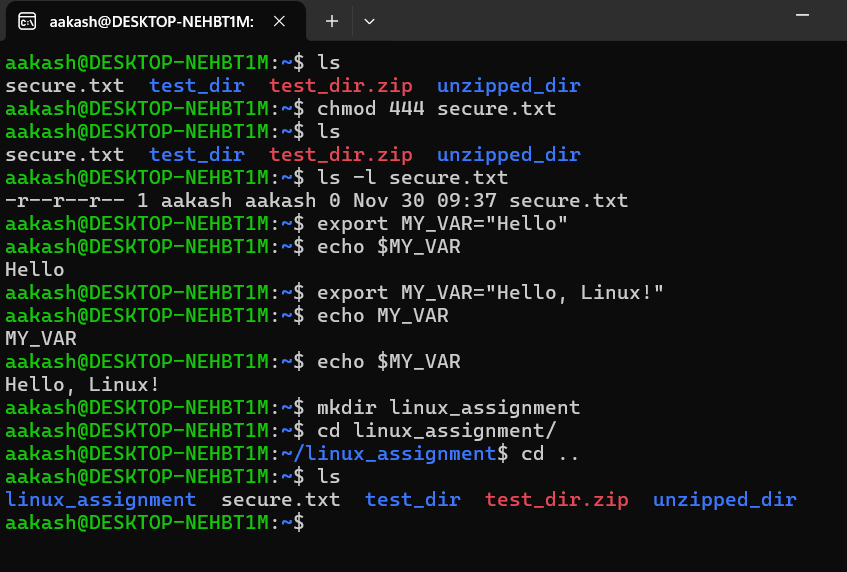 aakash@DESKTOP-NEHBT1M:
aakash@DESKTOP-NEHBT1M:~$ ls
secure.txt  test_dir  test_dir.zip  unzipped_dir
aakash@DESKTOP-NEHBT1M:~$ chmod 444 secure.txt
aakash@DESKTOP-NEHBT1M:~$ ls
secure.txt  test_dir  test_dir.zip  unzipped_dir
aakash@DESKTOP-NEHBT1M:~$ ls -l secure.txt
-r--r--r-- 1 aakash aakash 0 Nov 30 09:37 secure.txt
aakash@DESKTOP-NEHBT1M:~$ export MY_VAR="Hello"
aakash@DESKTOP-NEHBT1M:~$ echo $MY_VAR
Hello
aakash@DESKTOP-NEHBT1M:~$ export MY_VAR="Hello, Linux!"
aakash@DESKTOP-NEHBT1M:~$ echo MY_VAR
MY_VAR
aakash@DESKTOP-NEHBT1M:~$ echo $MY_VAR
Hello, Linux!
aakash@DESKTOP-NEHBT1M:~$ mkdir linux_assignment
aakash@DESKTOP-NEHBT1M:~$ cd linux_assignment/
aakash@DESKTOP-NEHBT1M:~/linux_assignment$ cd ..
aakash@DESKTOP-NEHBT1M:~$ ls
linux_assignment  secure.txt  test_dir  test_dir.zip  unzipped_dir
aakash@DESKTOP-NEHBT1M:~$